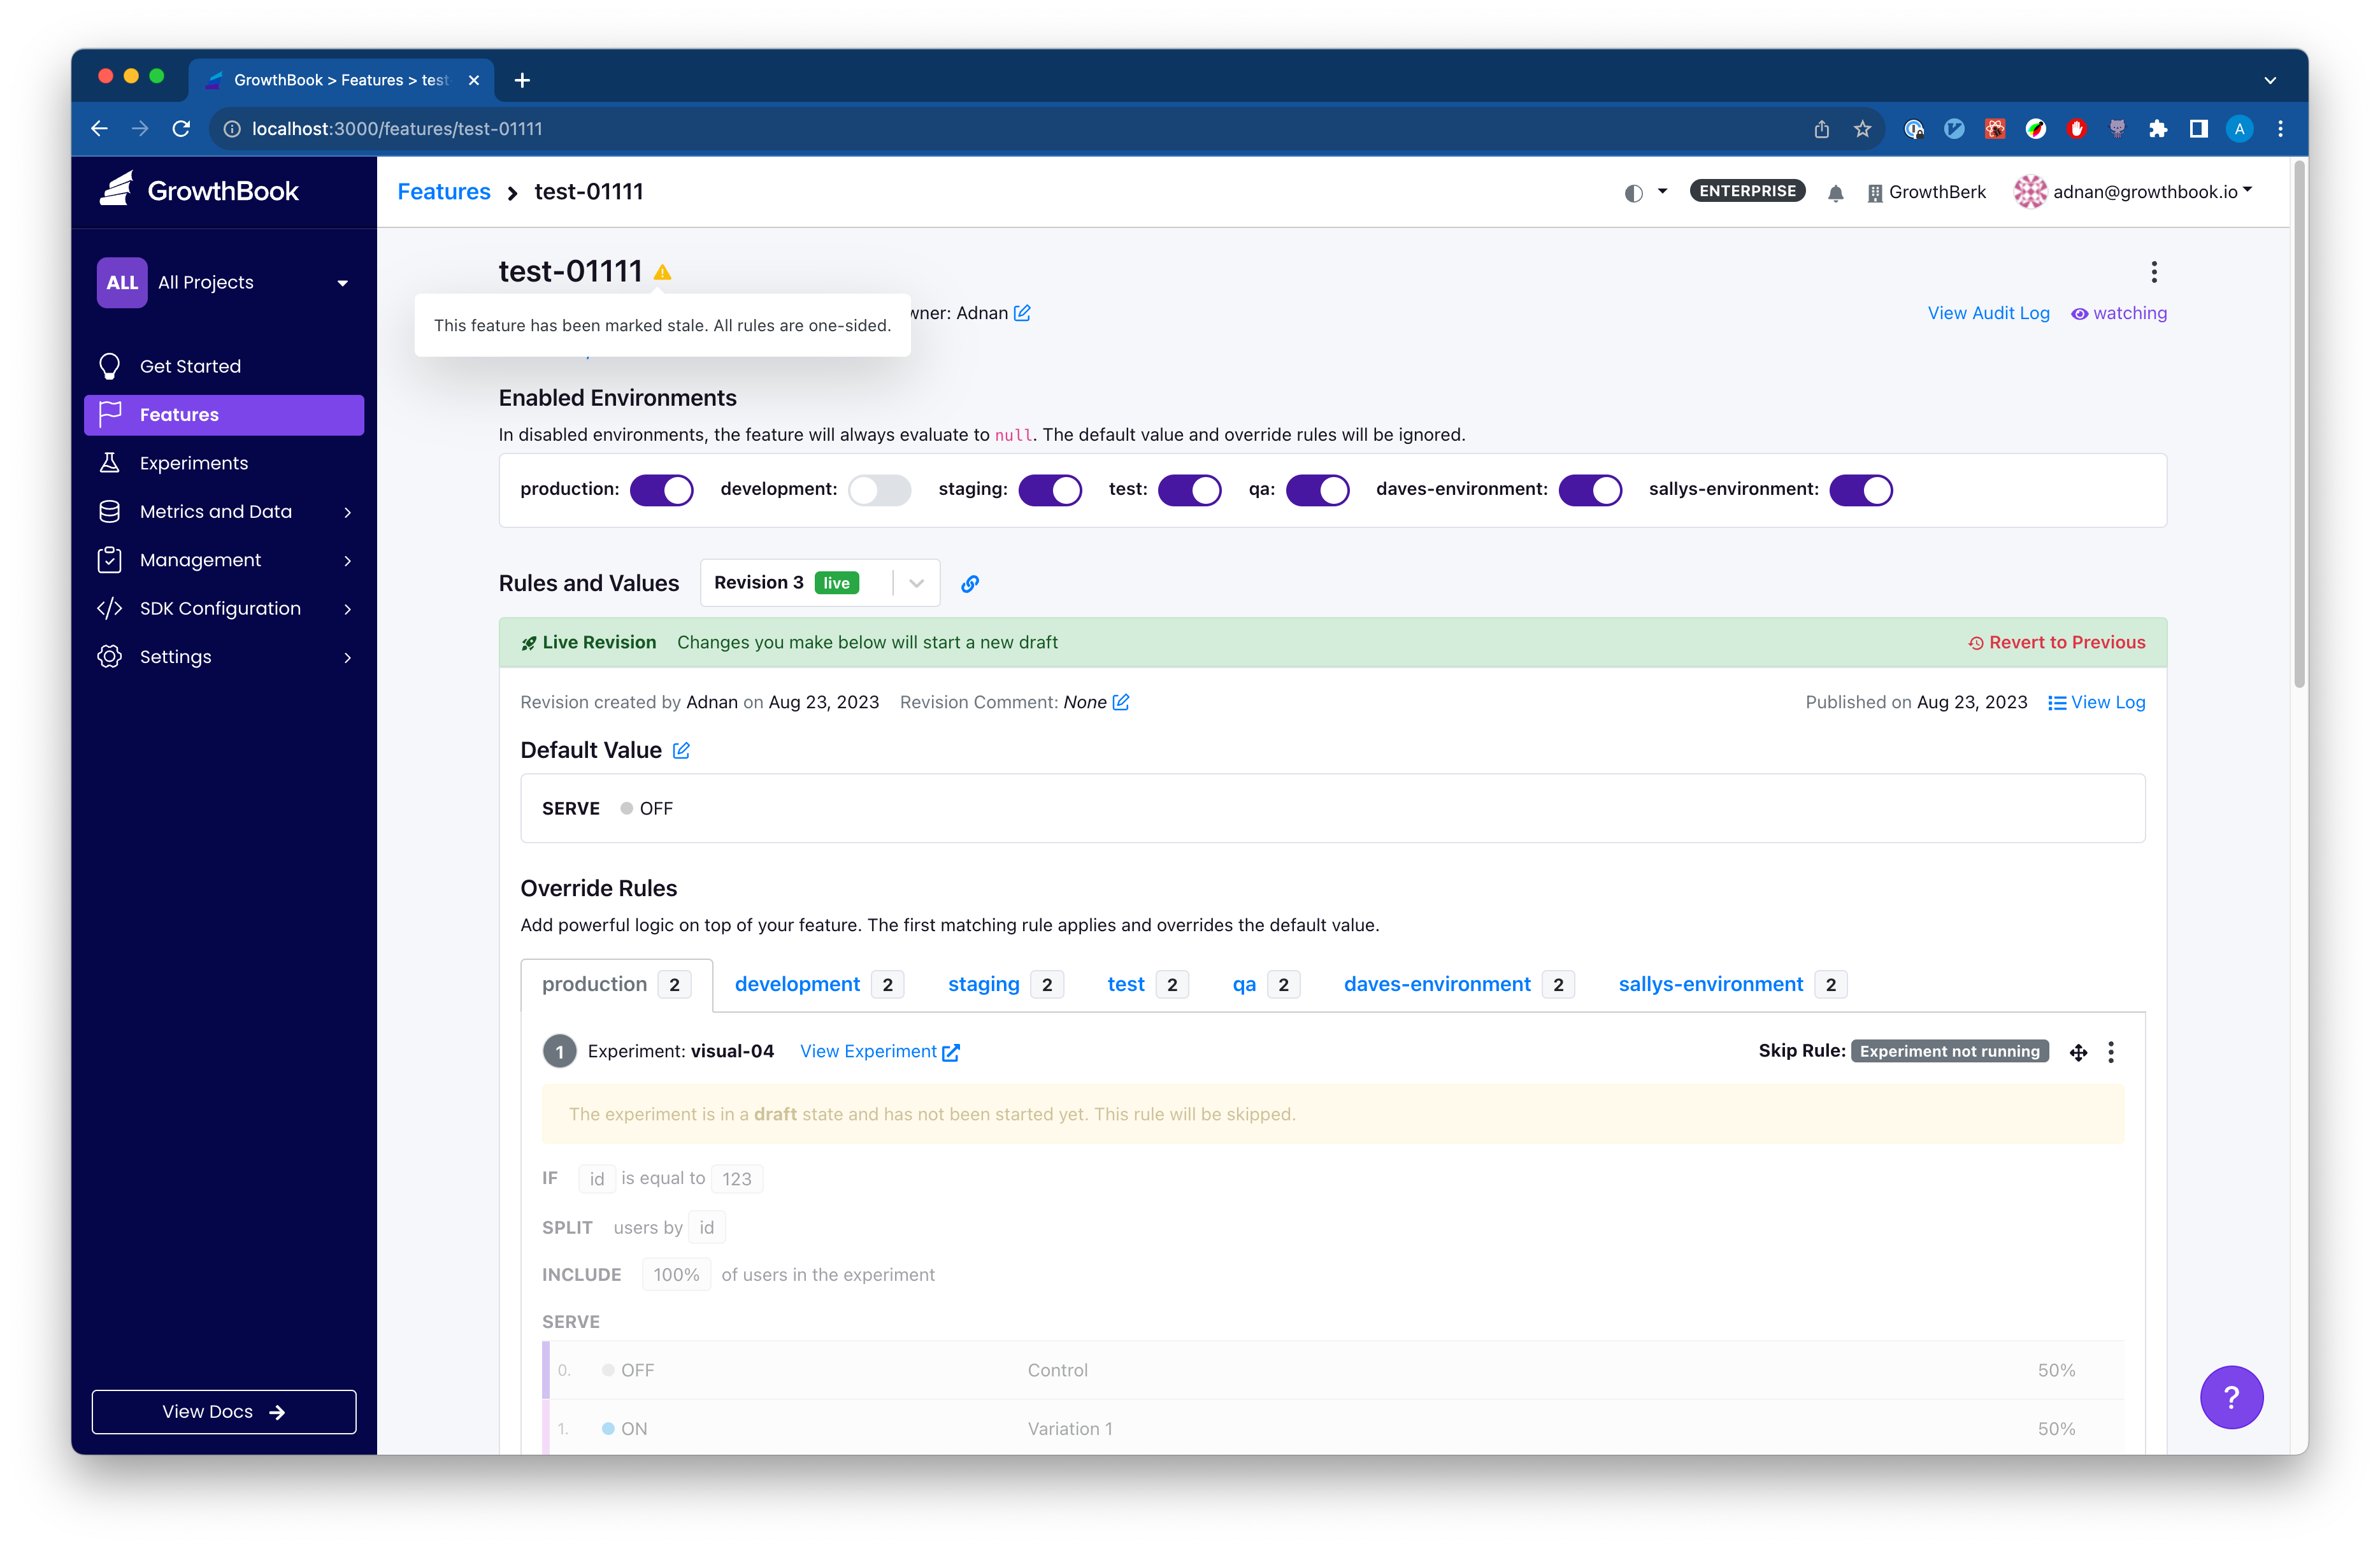 GrowthBook > Features > test
localhost:3000/features/test-01111
A
GrowthBook
Features > test-01111
ENTERPRISE
GrowthBerk
adnan@growthbook.io
ALL All Projects
Get Started
Features
Experiments
Metrics and Data
Management
SDK Configuration
Settings
View Docs
test-01111
This feature has been marked stale. All rules are one-sided.
wner: Adnan
View Audit Log
watching
Enabled Environments
In disabled environments, the feature will always evaluate to null. The default value and override rules will be ignored.
production: development: staging: test: qa: daves-environment: sallys-environment:
Rules and Values
Revision 3 live
Live Revision Changes you make below will start a new draft
Revert to Previous
Revision created by Adnan on Aug 23, 2023 Revision Comment: None
Published on Aug 23, 2023 View Log
Default Value
SERVE OFF
Override Rules
Add powerful logic on top of your feature. The first matching rule applies and overrides the default value.
production 2 development 2 staging 2 test 2 qa 2 daves-environment 2 sallys-environment 2
1 Experiment: visual-04 View Experiment
Skip Rule: Experiment not running
The experiment is in a draft state and has not been started yet. This rule will be skipped.
IF id is equal to 123
SPLIT users by id
INCLUDE 100% of users in the experiment
SERVE
0. OFF Control 50%
1. ON Variation 1 50%
?